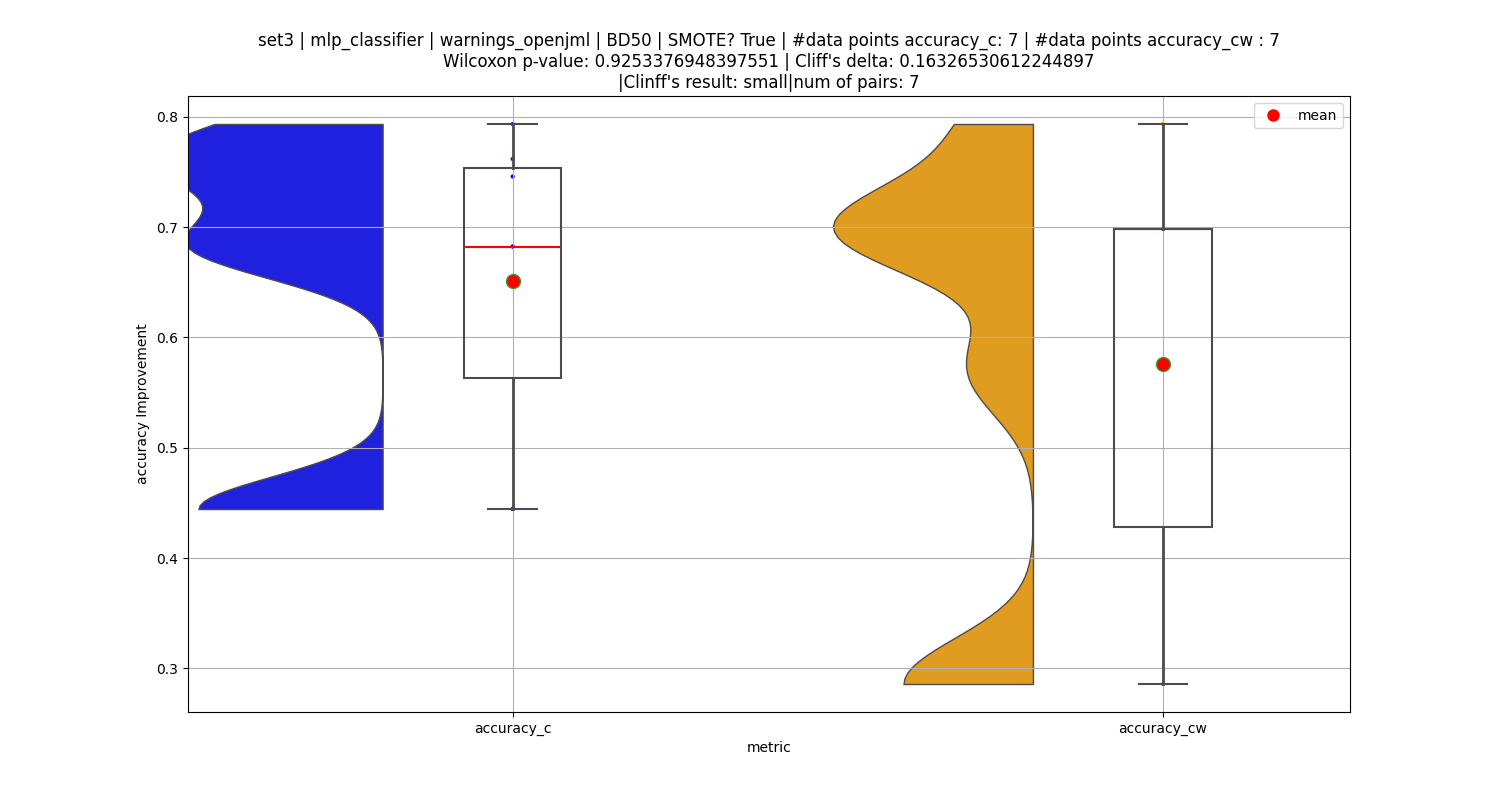 set3 | mlp_classifier | warnings_openjml | BD50 | SMOTE? True | #data points accuracy_c: 7 | #data points accuracy_cw : 7
Wilcoxon p-value: 0.9253376948397551 | Cliff's delta: 0.16326530612244897
|Clinff's result: small|num of pairs: 7
mean
0.8
0.7
0.6
0.5
0.4
0.3
accuracy Improvement
accuracy_c
accuracy_cw
metric